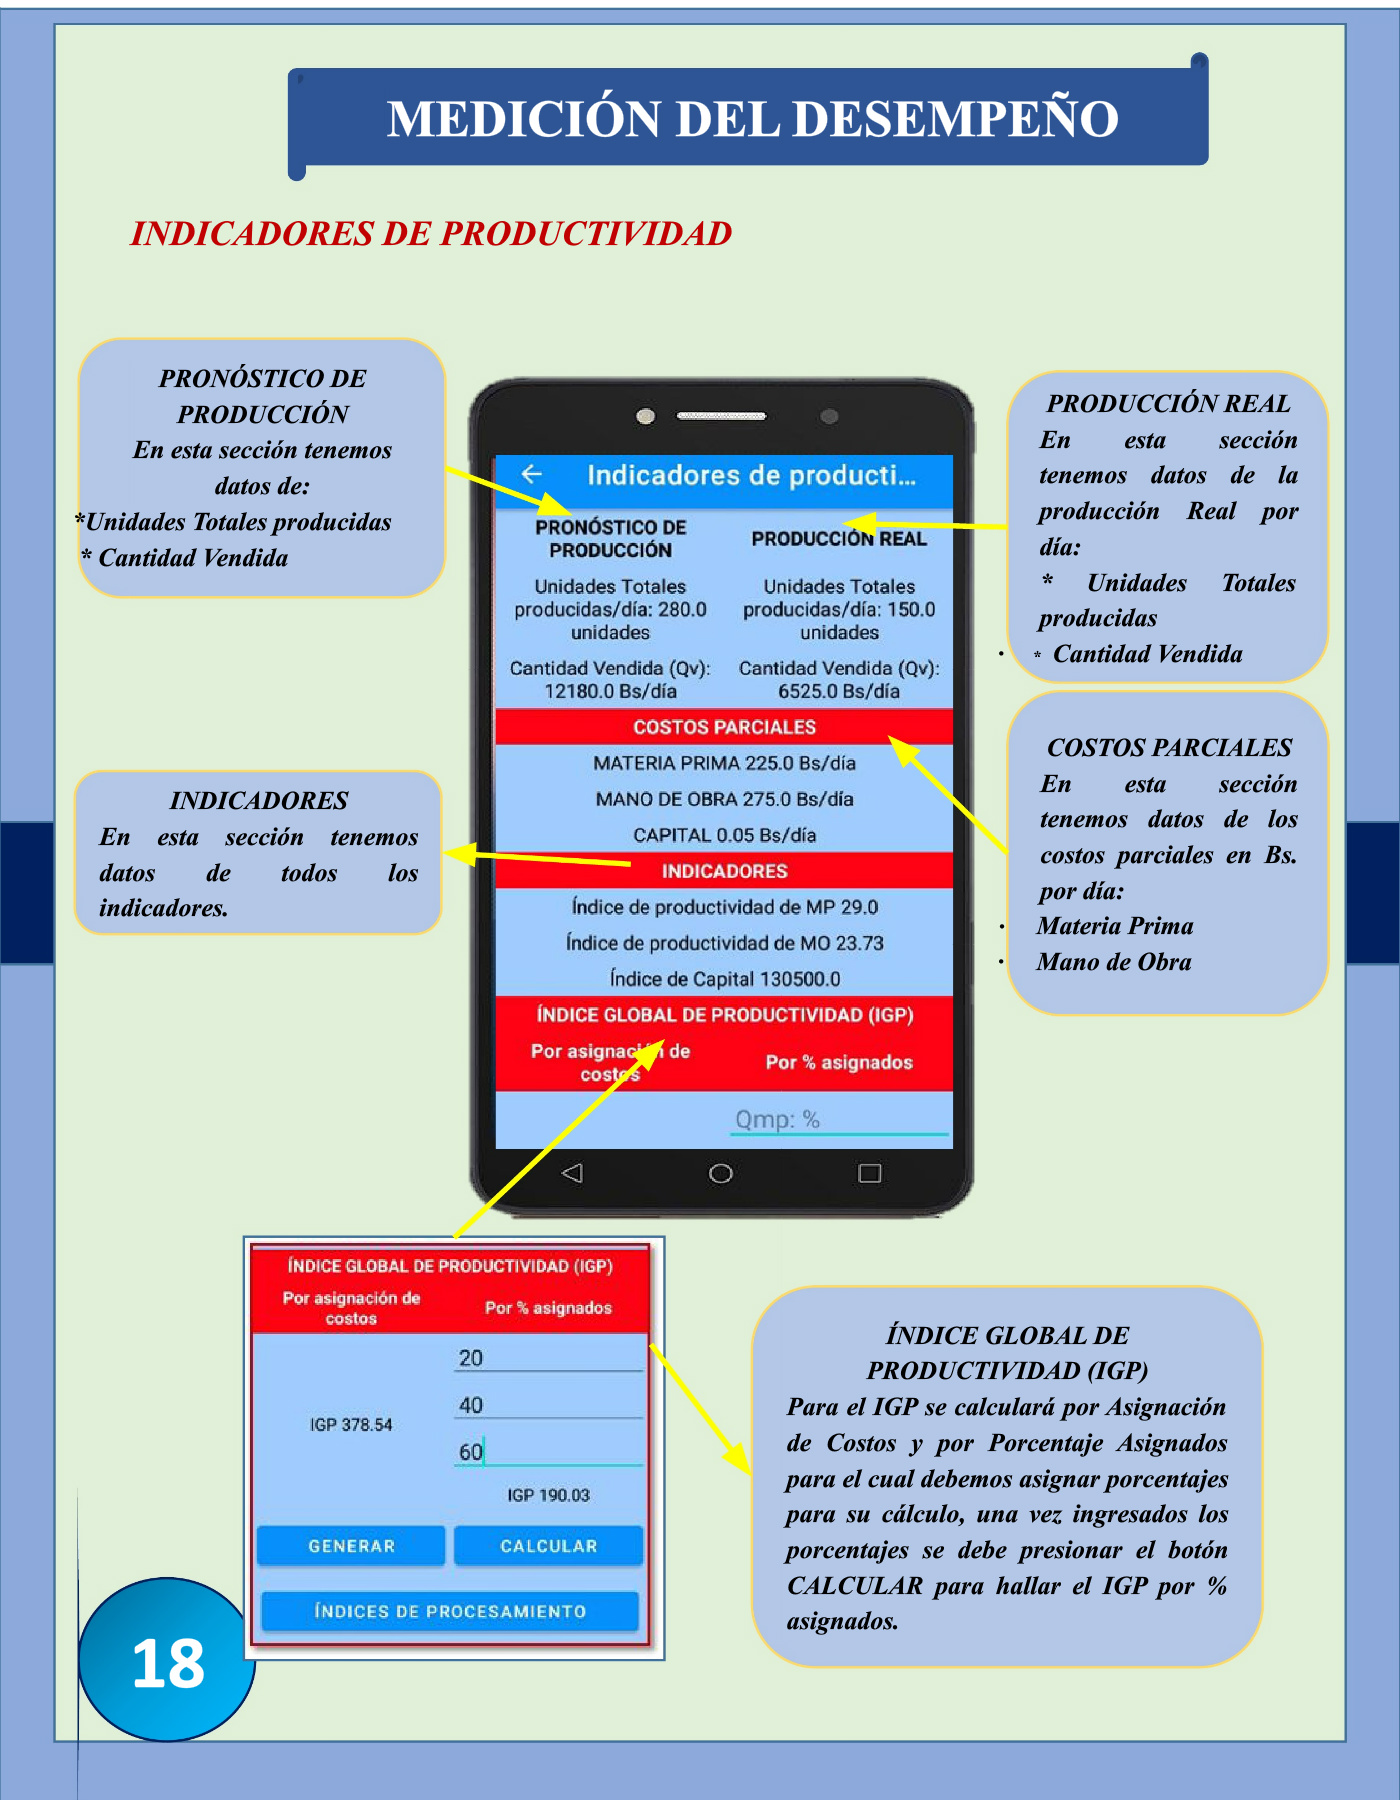 MEDICIÓN DEL DESEMPEÑO
INDICADORES DE PRODUCTIVIDAD
PRONÓSTICO DE
PRODUCCIÓN
En esta sección tenemos
datos de:
*Unidades Totales producidas
* Cantidad Vendida
PRODUCCIÓN REAL
En esta sección
tenemos datos de la
producción Real por
día:
* Unidades Totales
producidas
· * Cantidad Vendida
COSTOS PARCIALES
En esta sección
tenemos datos de los
costos parciales en Bs.
por día:
· Materia Prima
· Mano de Obra
INDICADORES
En esta sección tenemos
datos de todos los
indicadores.
Indicadores de producti...
PRONÓSTICO DE
PRODUCCIÓN
Unidades Totales
producidas/día: 280.0
unidades
Cantidad Vendida (Qv):
12180.0 Bs/día
PRODUCCIÓN REAL
Unidades Totales
producidas/día: 150.0
unidades
Cantidad Vendida (Qv):
6525.0 Bs/día
COSTOS PARCIALES
MATERIA PRIMA 225.0 Bs/día
MANO DE OBRA 275.0 Bs/día
CAPITAL 0.05 Bs/día
INDICADORES
Índice de productividad de MP 29.0
Índice de productividad de MO 23.73
Índice de Capital 130500.0
ÍNDICE GLOBAL DE PRODUCTIVIDAD (IGP)
Por asignación de
costos
Por % asignados
Qmp: %
ÍNDICE GLOBAL DE PRODUCTIVIDAD (IGP)
Por asignación de
costos
Por % asignados
20
40
60
IGP 378.54
IGP 190.03
GENERAR
CALCULAR
ÍNDICES DE PROCESAMIENTO
ÍNDICE GLOBAL DE
PRODUCTIVIDAD (IGP)
Para el IGP se calculará por Asignación
de Costos y por Porcentaje Asignados
para el cual debemos asignar porcentajes
para su cálculo, una vez ingresados los
porcentajes se debe presionar el botón
CALCULAR para hallar el IGP por %
asignados.
18